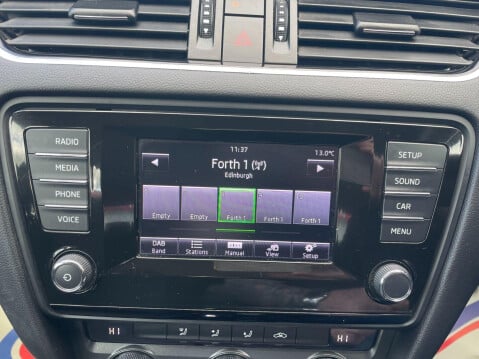 RADIO
MEDIA
PHONE
VOICE
11:37
13.0°C
Forth 1
Edinburgh
Empty Empty Forth 1 Forth 1 Forth 1
DAB Band Stations Manual View Setup
SETUP
SOUND
CAR
MENU
HI HI